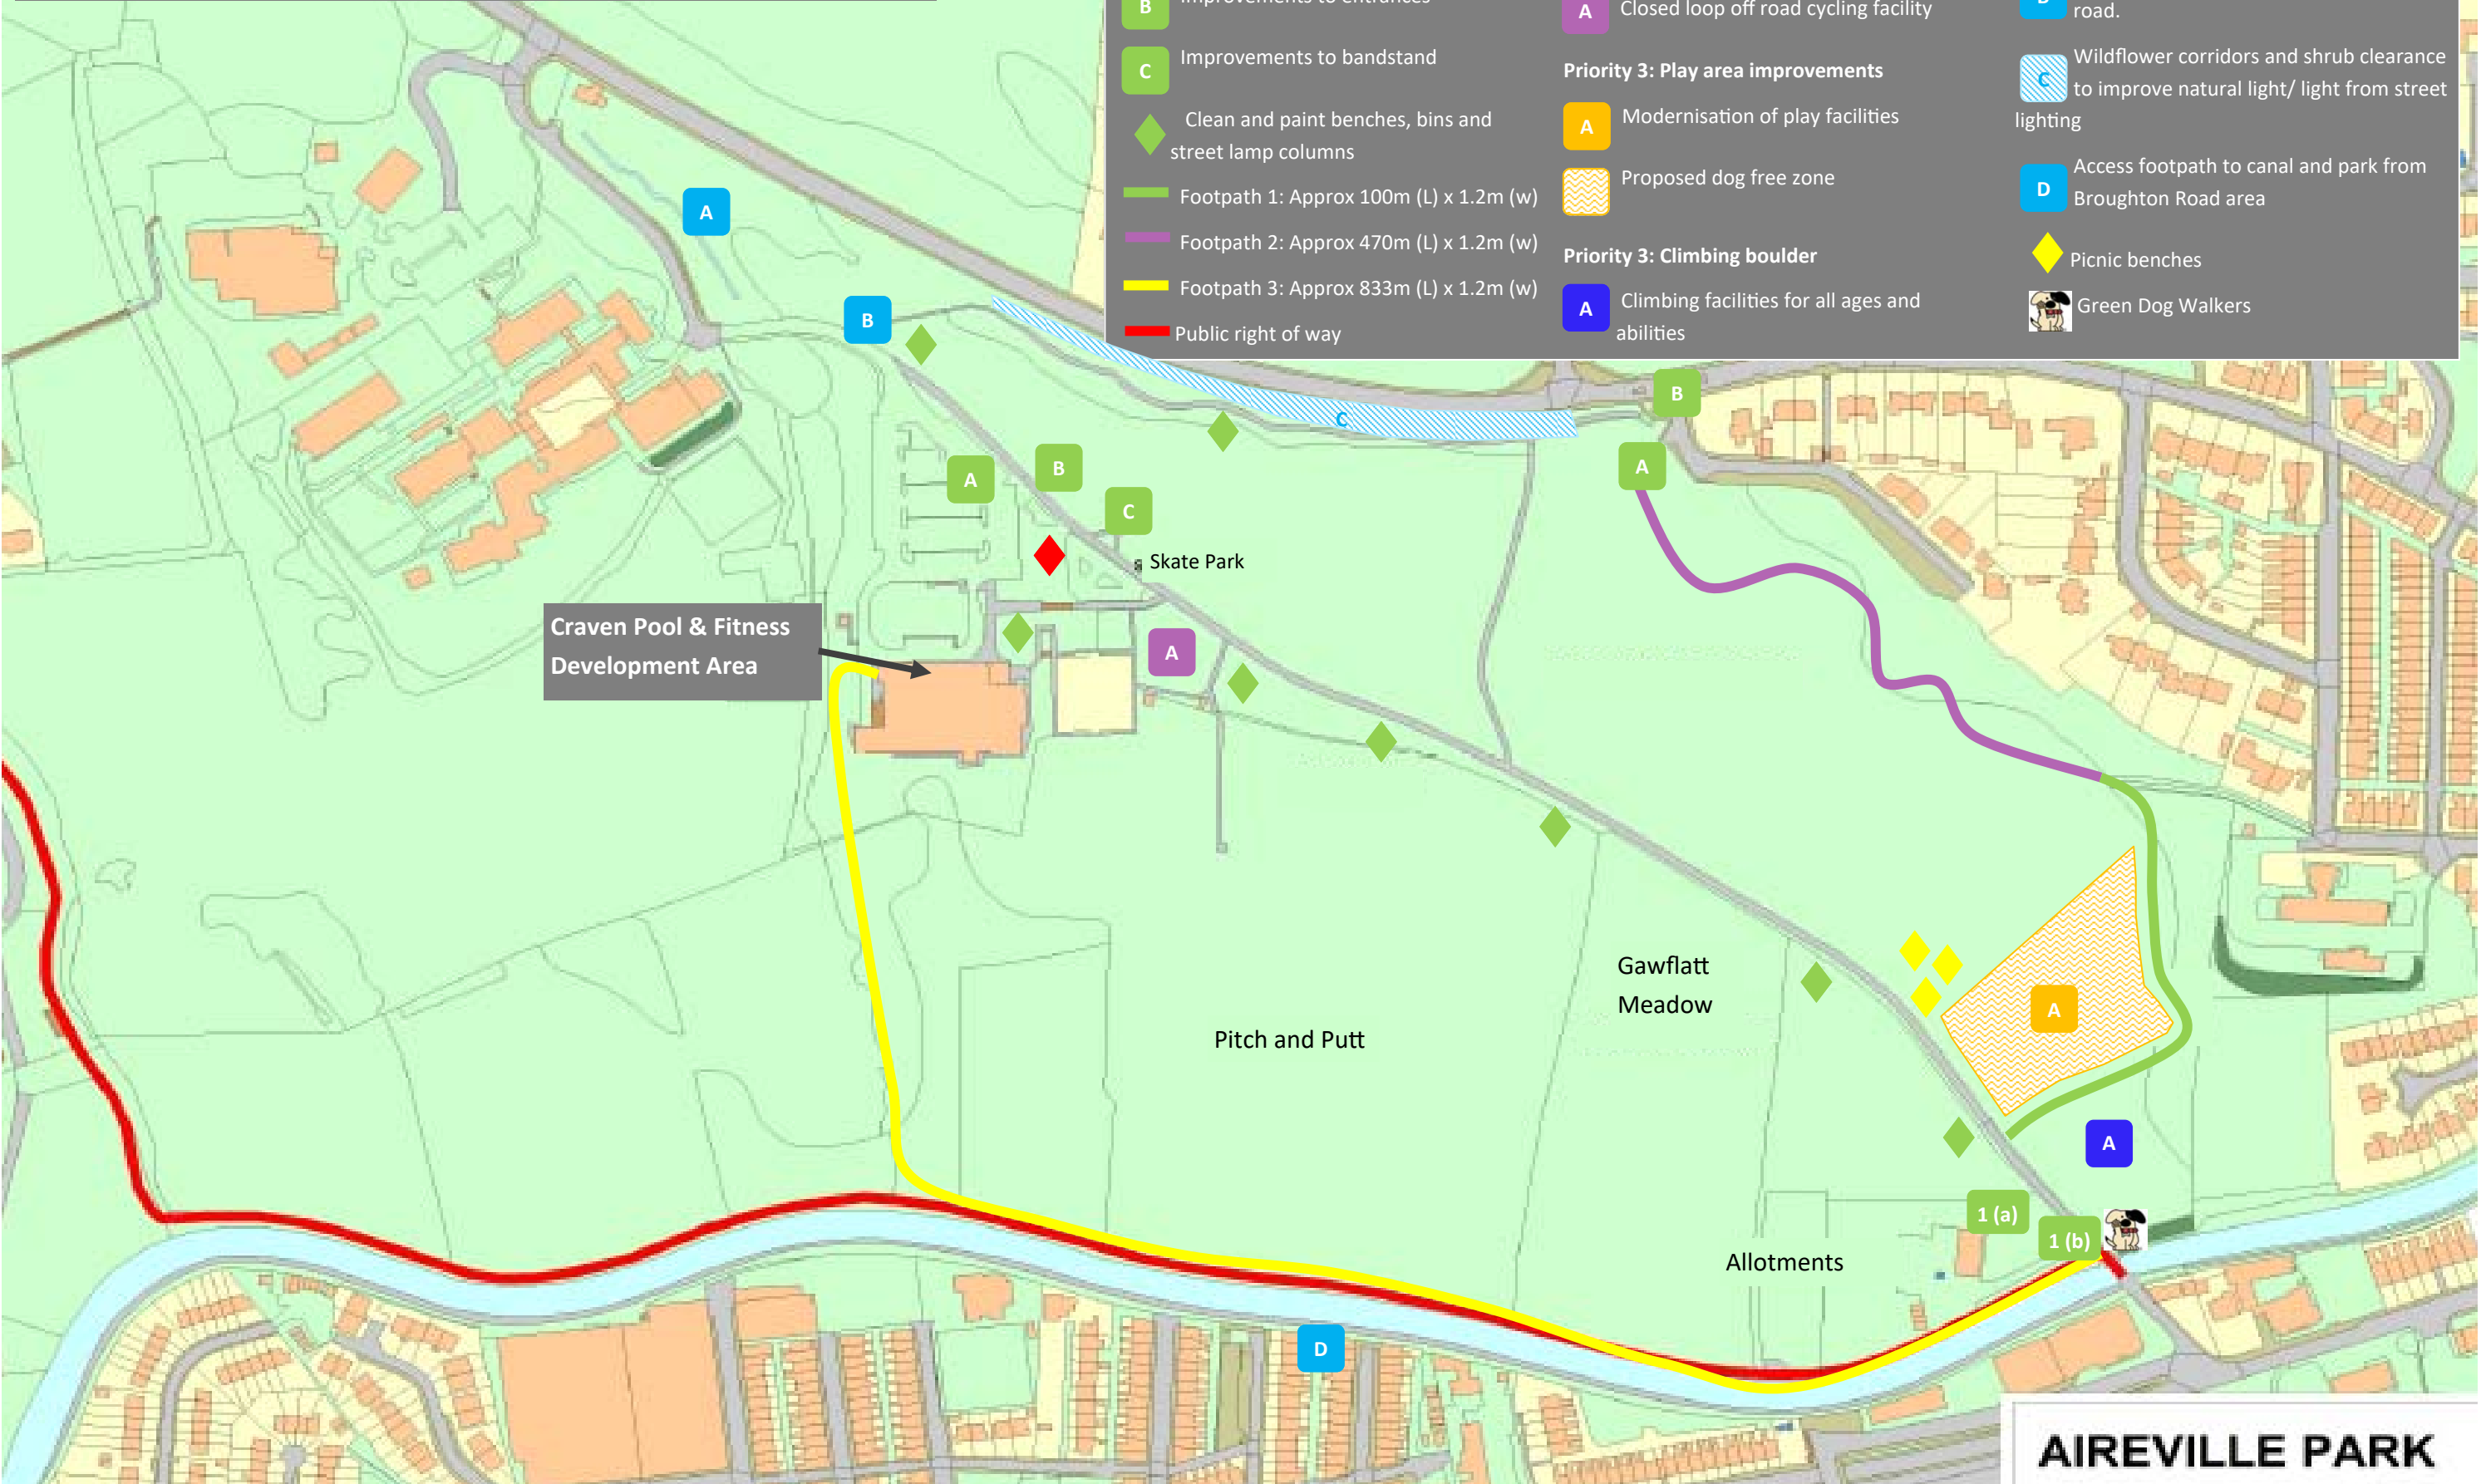 B Improvements to entrances
C Improvements to bandstand
Clean and paint benches, bins and
street lamp columns
Footpath 1: Approx 100m (L) x 1.2m (w)
Footpath 2: Approx 470m (L) x 1.2m (w)
Footpath 3: Approx 833m (L) x 1.2m (w)
Public right of way
A Closed loop off road cycling facility
Priority 3: Play area improvements
A Modernisation of play facilities
Proposed dog free zone
Priority 3: Climbing boulder
A Climbing facilities for all ages and
abilities
road.
C Wildflower corridors and shrub clearance
to improve natural light/ light from street
lighting
D Access footpath to canal and park from
Broughton Road area
Picnic benches
Green Dog Walkers
A
B
B
C
A
A
B
C
Skate Park
Craven Pool & Fitness
Development Area
A
Gawflatt
Meadow
A
Pitch and Putt
A
1 (a)
1 (b)
Allotments
D
AIREVILLE PARK